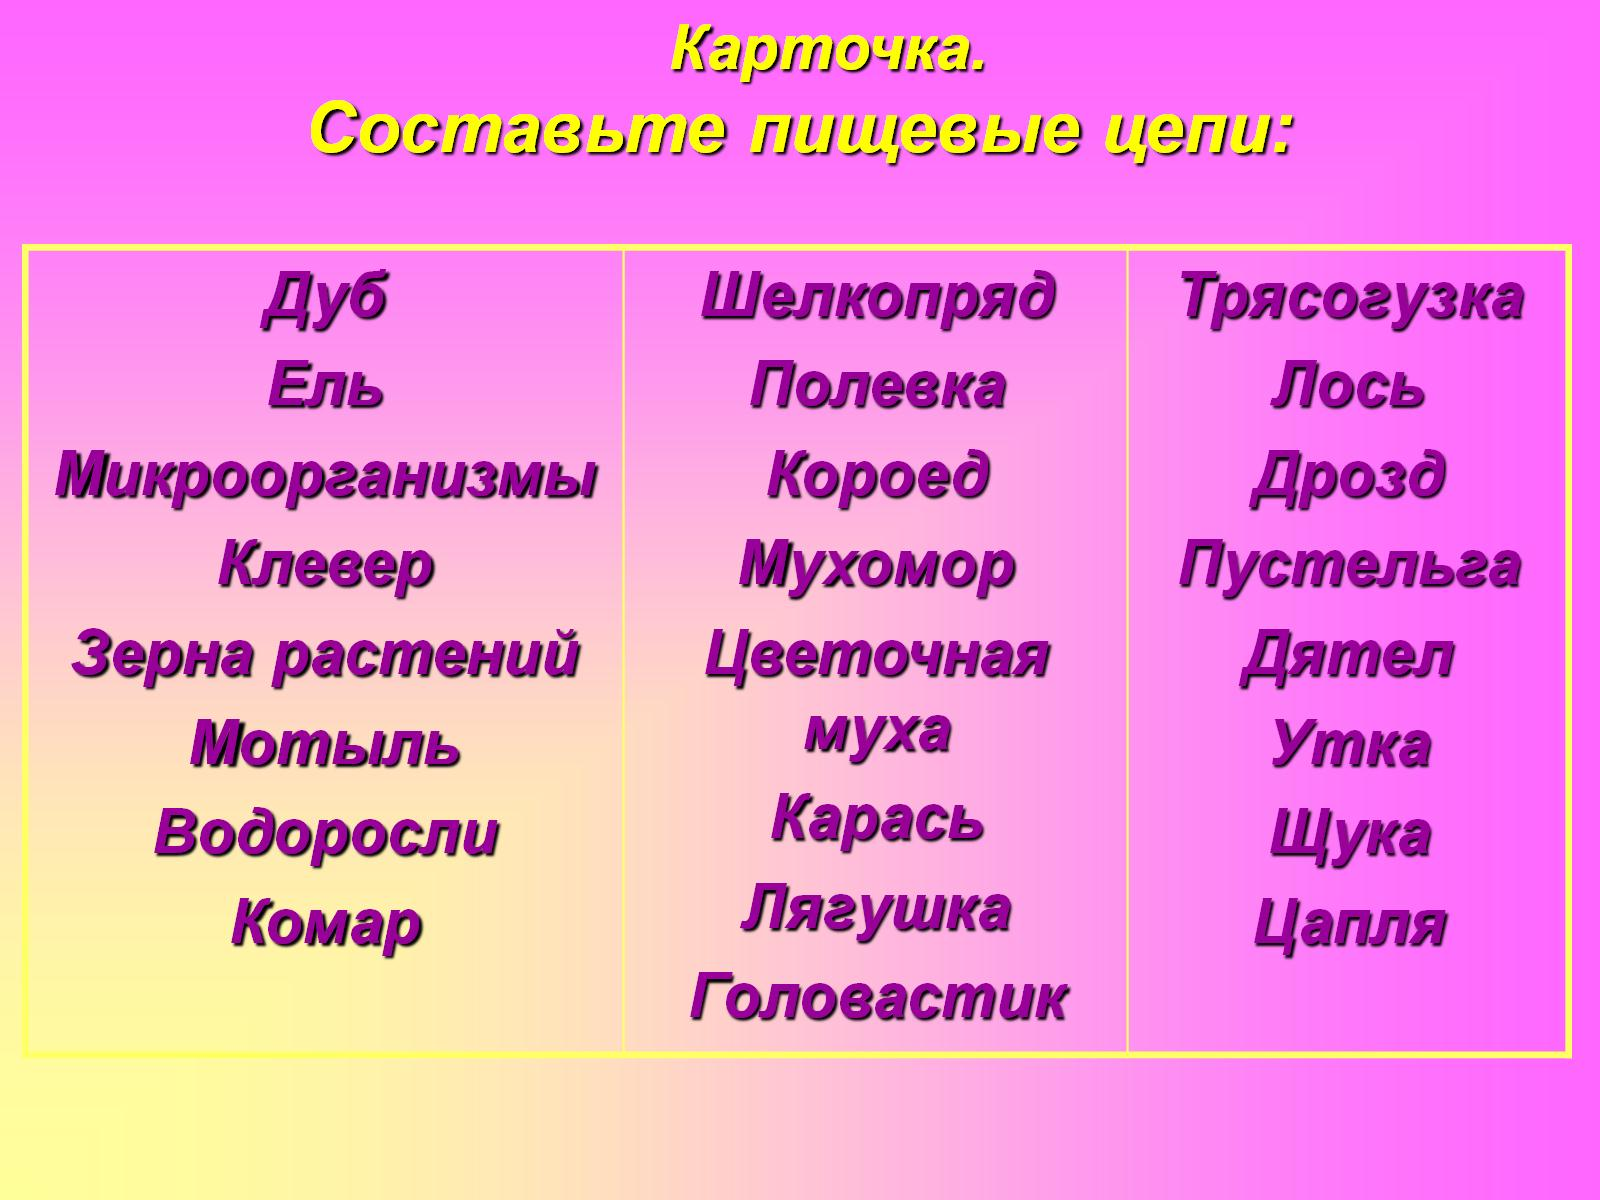 Карточка.
Составьте пищевые цепи:
Дуб
Ель
Микроорганизмы
Клевер
Зерна растений
Мотыль
Водоросли
Комар
Шелкопряд
Полевка
Короед
Мухомор
Цветочная
муха
Карась
Лягушка
Головастик
Трясогузка
Лось
Дрозд
Пустельга
Дятел
Утка
Щука
Цапля